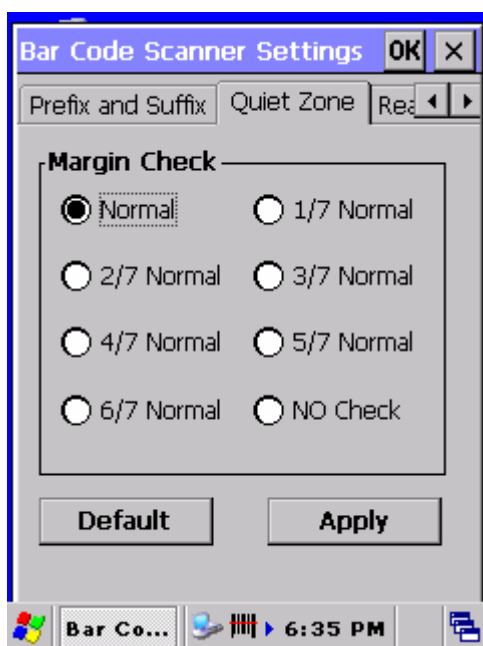 Bar Code Scanner Settings OK ×
Prefix and Suffix Quiet Zone Rea
Margin Check
Normal 1/7 Normal
2/7 Normal 3/7 Normal
4/7 Normal 5/7 Normal
6/7 Normal NO Check
Default Apply
Bar Co... 6:35 PM